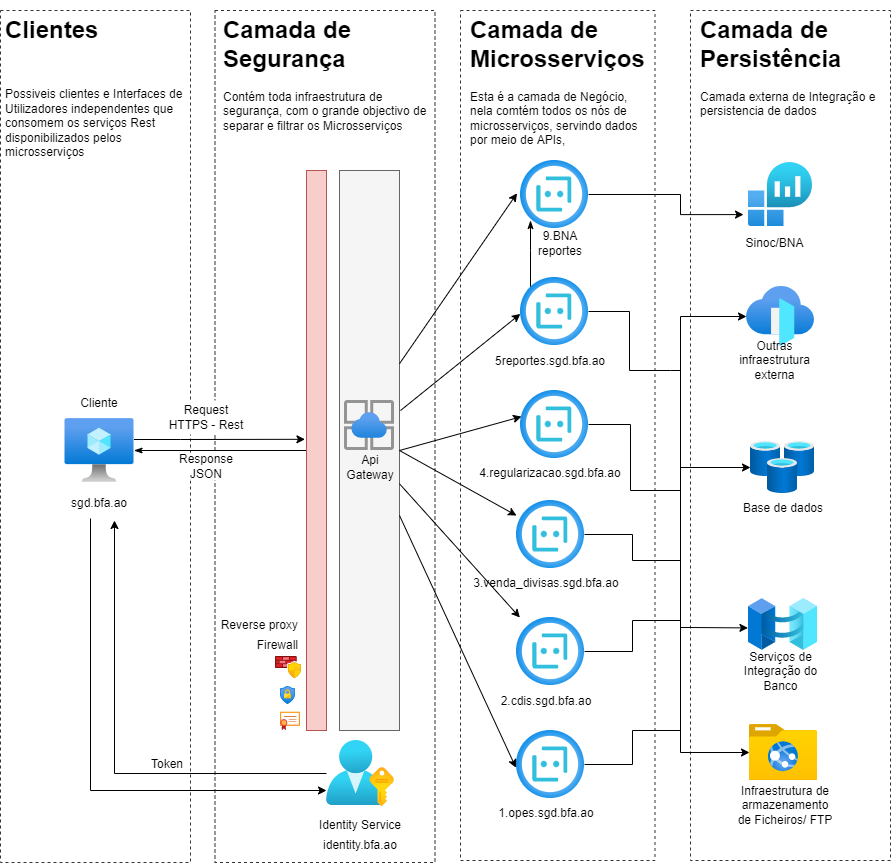 Clientes
Possiveis clientes e Interfaces de
Utilizadores independentes que
consomem os serviços Rest
disponibilizados pelos
microsserviços
Cliente
sgd.bfa.ao
Request
HTTPS - Rest
Response
JSON
Token
Camada de
Segurança
Contém toda infraestrutura de
segurança, com o grande objectivo de
separar e filtrar os Microsserviços
Api
Gateway
Reverse proxy
Firewall
Identity Service
identity.bfa.ao
Camada de
Microsserviços
Esta é a camada de Negócio,
nela comtém todos os nós de
microsserviços, servindo dados
por meio de APIs,
9.BNA
reportes
5reportes.sgd.bfa.ao
4.regularizacao.sgd.bfa.ao
3.venda_divisas.sgd.bfa.ao
2.cdis.sgd.bfa.ao
1.opes.sgd.bfa.ao
Camada de
Persistência
Camada externa de Integração e
persistencia de dados
Sinoc/BNA
Outras
infraestrutura
externa
Base de dados
Serviços de
Integração do
Banco
Infraestrutura de
armazenamento
de Ficheiros/ FTP